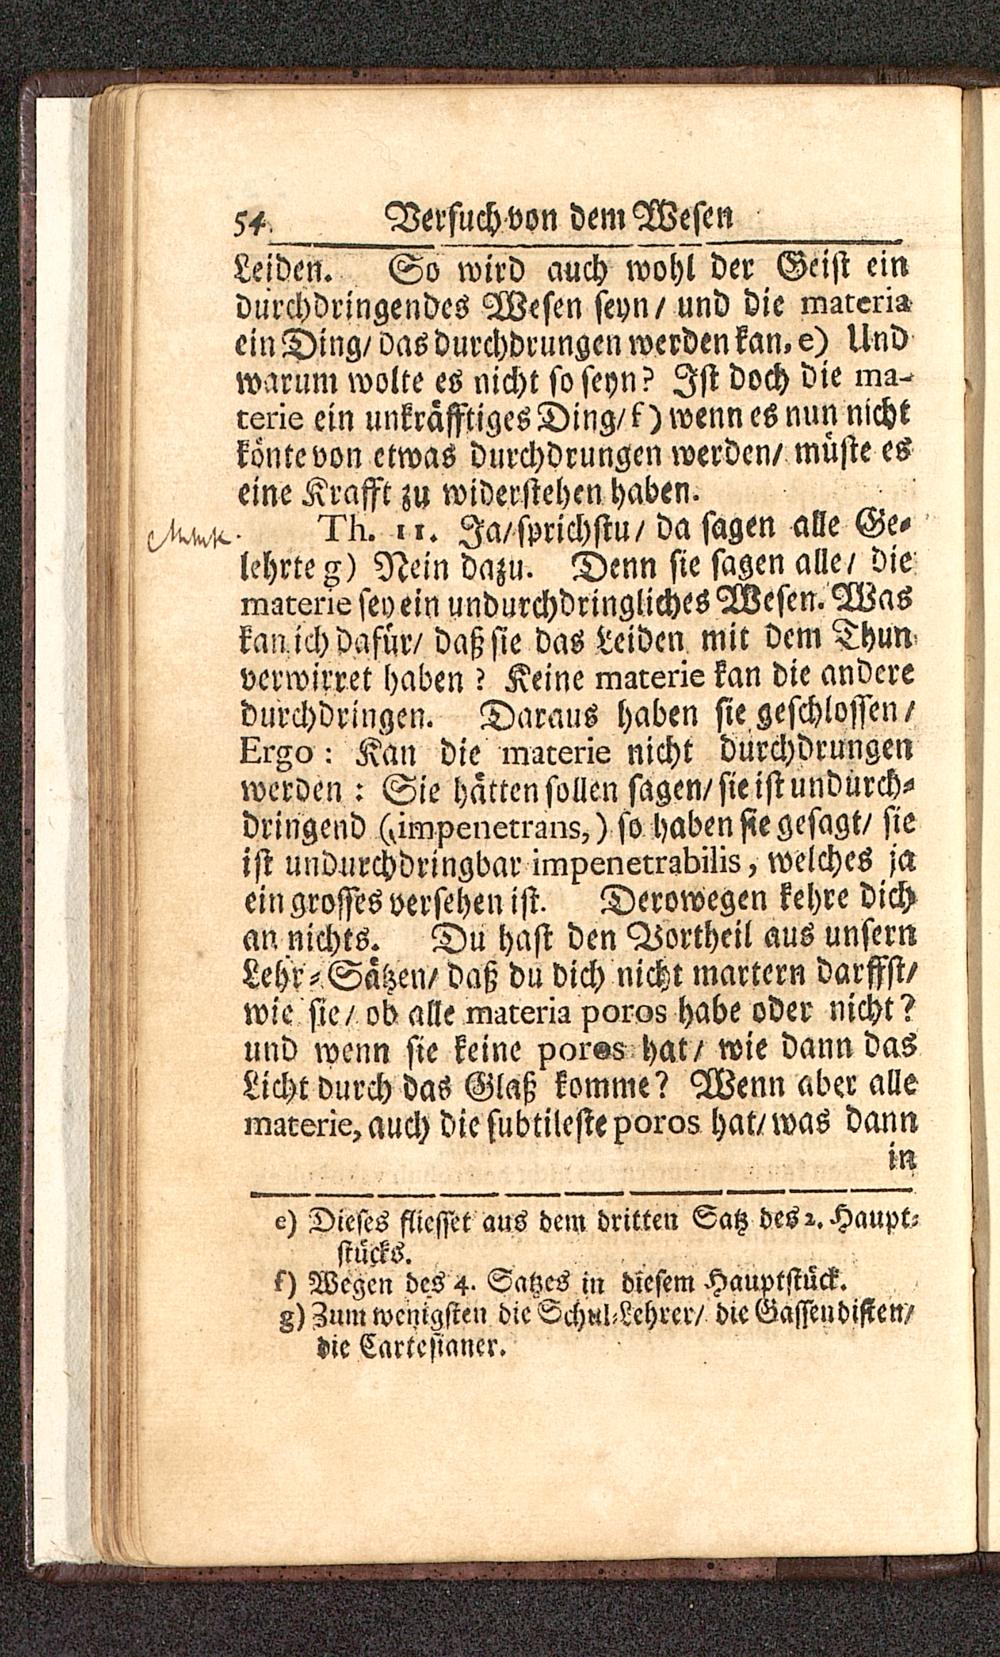 54. Versuch von dem Wesen
Leiden. So wird auch wohl der Geist ein
durchdringendes Wesen seyn/ und die materia
ein Ding/ das durchdrungen werden kan. e) Und
warum wolte es nicht so seyn? Ist doch die ma-
terie ein unkräfftiges Ding/ f) wenn es nun nicht
könte von etwas durchdrungen werden/ müste es
eine Krafft zu widerstehen haben.
Th. 11. Ja/ sprichstu/ da sagen alle Ge-
lehrte g) Nein dazu. Denn sie sagen alle/ die
materie sey ein undurchdringliches Wesen. Was
kan ich dafür/ daß sie das Leiden mit dem Thun
verwirret haben? Keine materie kan die andere
durchdringen. Daraus haben sie geschlossen/
Ergo: Kan die materie nicht durchdrungen
werden: Sie hätten sollen sagen/ sie ist undurch-
dringend (impenetrans,) so haben sie gesagt/ sie
ist undurchdringbar impenetrabilis, welches ja
ein grosses versehen ist. Derowegen kehre dich
an nichts. Du hast den Vortheil aus unsern
Lehr-Sätzen/ daß du dich nicht martern darffst/
wie sie/ ob alle materia poros habe oder nicht?
und wenn sie keine poros hat/ wie dann das
Licht durch das Glaß komme? Wenn aber alle
materie, auch die subtileste poros hat/ was dann
in
e) Dieses fliesset aus dem dritten Satz des 2. Haupt-
stücks.
f) Wegen des 4. Satzes in diesem Hauptstück.
g) Zum wenigsten die Schul-Lehrer/ die Gassendisten/
die Cartesianer.